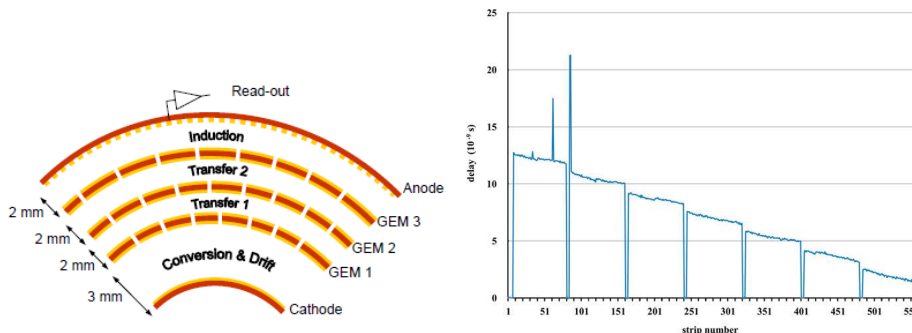 Read-out
Induction
Anode
Transfer 2
GEM 3
2 mm
Transfer 1
GEM 2
2 mm
GEM 1
2 mm
Conversion & Drift
3 mm
Cathode
25
20
15
10
5
0
delay (10⁻⁹ s)
1 51 101 151 201 251 301 351 401 451 501 55
strip number